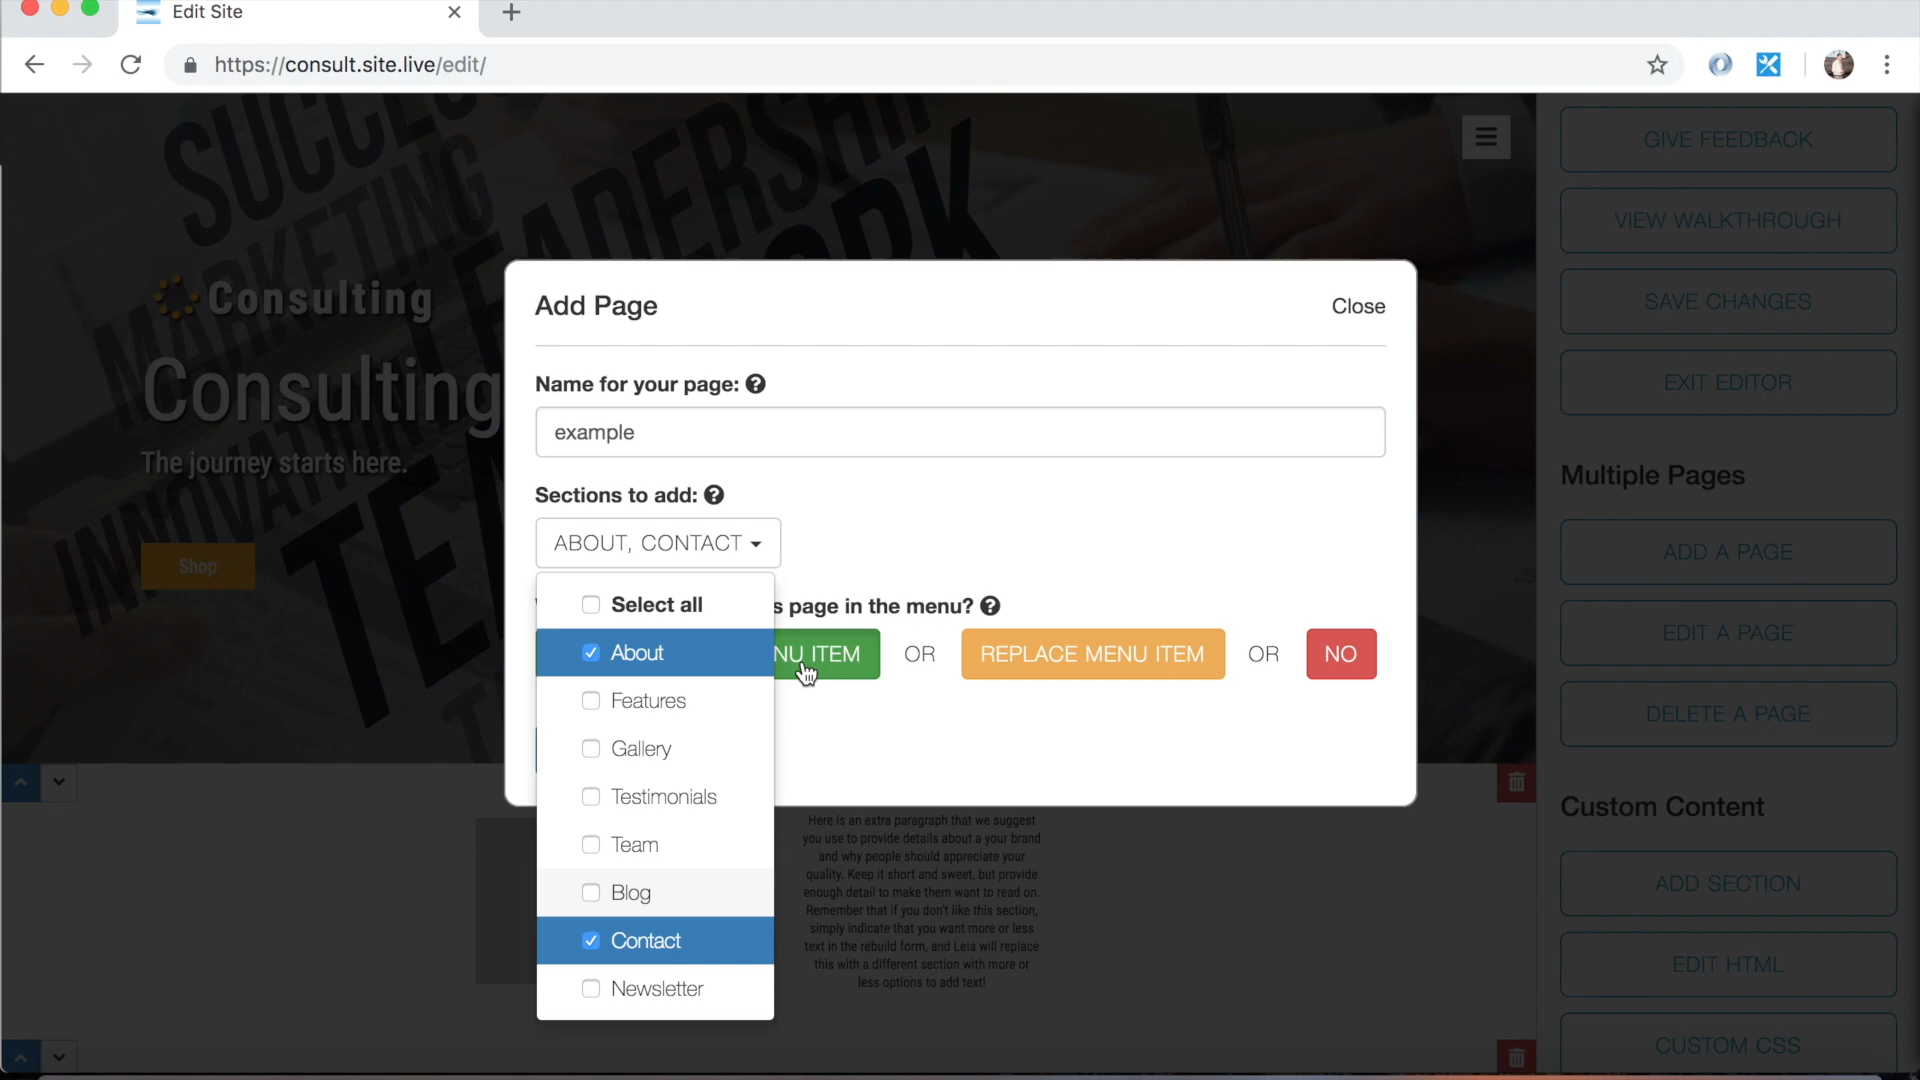 Edit Site
https://consult.site.live/edit/
SUCCESS
MARKETING
LEADERSHIP
INNOVATION
Consulting
Consulting
The journey starts here.
Shop
Add Page
Close
Name for your page:
example
Sections to add:
ABOUT, CONTACT
s page in the menu?
NU ITEM
OR
REPLACE MENU ITEM
OR
NO
Select all
About
Features
Gallery
Testimonials
Team
Blog
Contact
Newsletter
Here is an extra paragraph that we suggest
you use to provide details about a your brand
and why people should appreciate your
quality. Keep it short and sweet, but provide
enough detail to make them want to read on.
Remember that if you don't like this section,
simply indicate that you want more or less
text in the rebuild form, and Leia will replace
this with a different section with more or
less options to add text!
GIVE FEEDBACK
VIEW WALKTHROUGH
SAVE CHANGES
EXIT EDITOR
Multiple Pages
ADD A PAGE
EDIT A PAGE
DELETE A PAGE
Custom Content
ADD SECTION
EDIT HTML
CUSTOM CSS